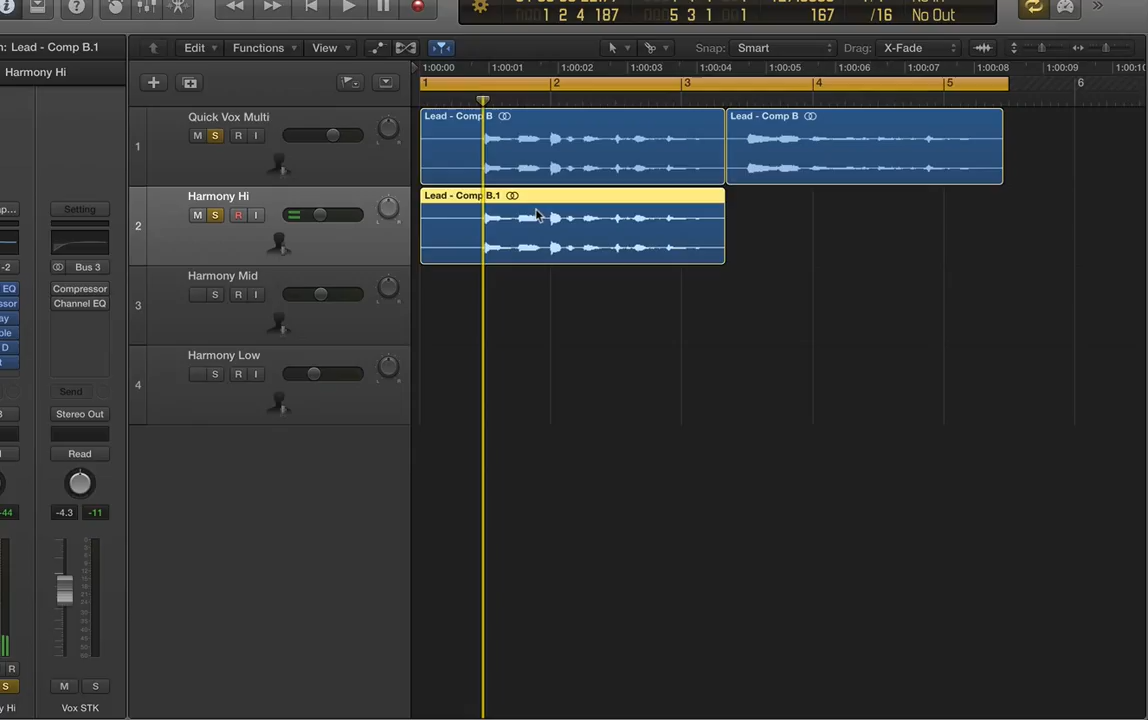 1 2 4 187 5 3 1 1 167 /16 No Out
: Lead - Comp B.1
Edit Functions View Snap: Smart Drag: X-Fade
Harmony Hi
1:00:00 1:00:01 1:00:02 1:00:03 1:00:04 1:00:05 1:00:06 1:00:07 1:00:08 1:00:09 1:00:10
1 2 3 4 5 6
1 Quick Vox Multi
M S R I
Lead - Comp B
Lead - Comp B
2 Harmony Hi
M S R I
Lead - Comp B.1
3 Harmony Mid
S R I
4 Harmony Low
S R I
Setting
-2 Bus 3
EQ Compressor
ssor Channel EQ
ay
ple
D
Send
Stereo Out
Read
-44 -4.3 -11
R
S M S
y Hi Vox STK